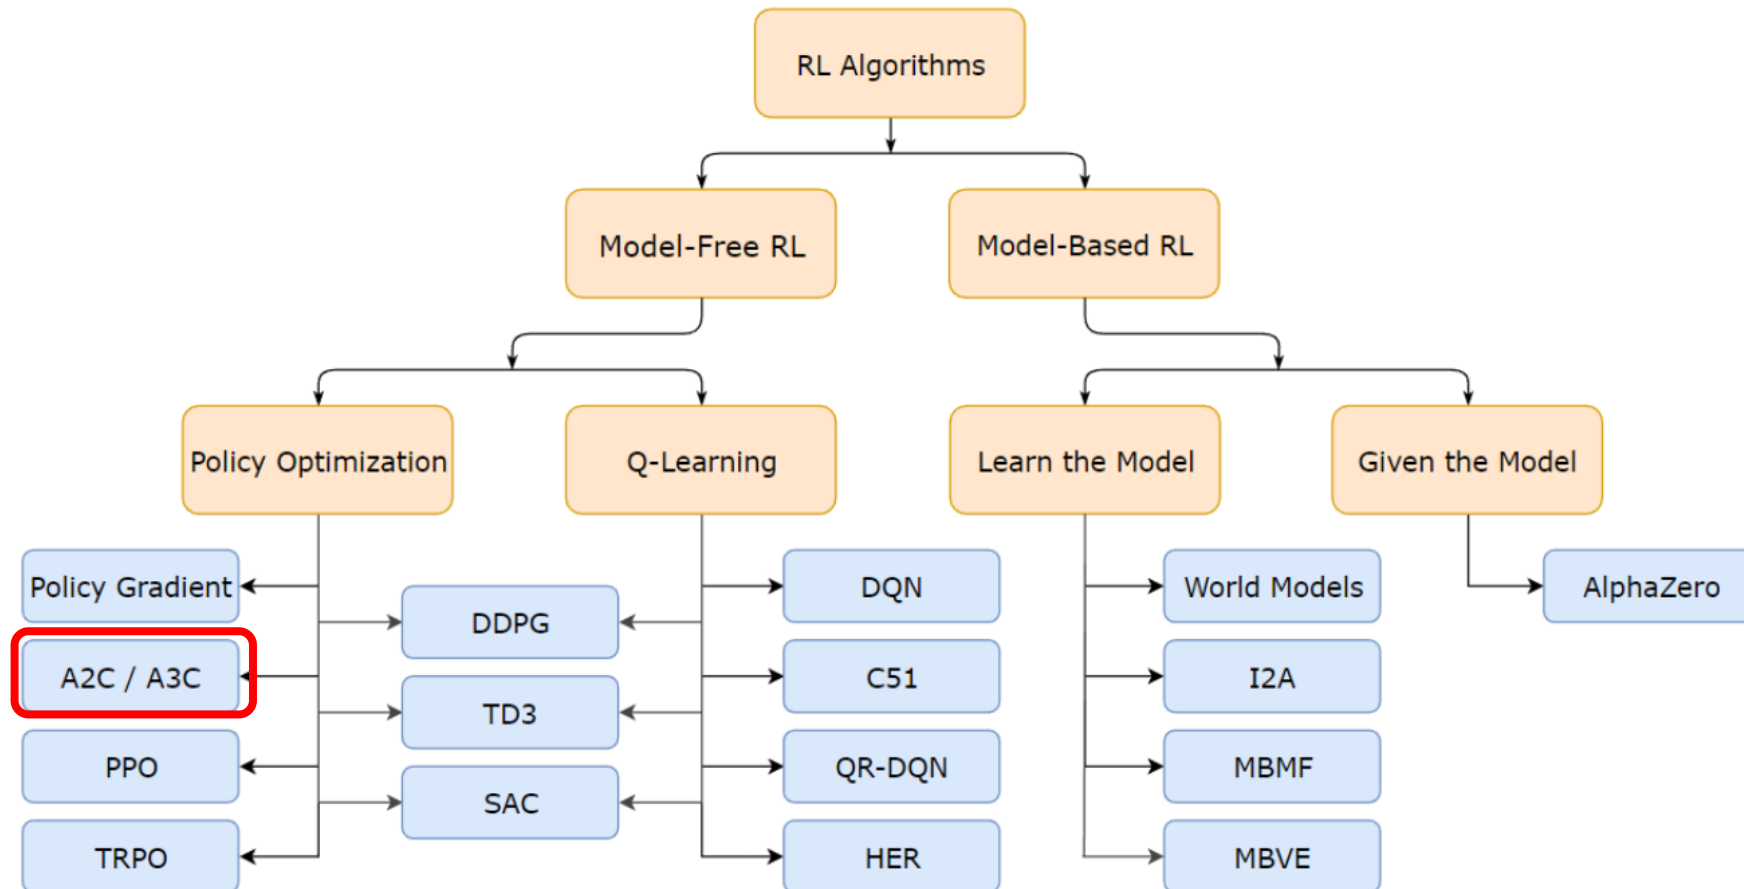 RL Algorithms
Model-Free RL
Model-Based RL
Policy Optimization
Q-Learning
Learn the Model
Given the Model
Policy Gradient
DDPG
DQN
World Models
AlphaZero
A2C / A3C
TD3
C51
I2A
PPO
SAC
QR-DQN
MBMF
TRPO
HER
MBVE